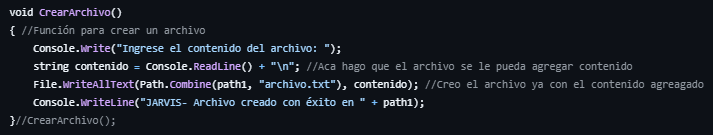 void CrearArchivo()
{ //Función para crear un archivo
    Console.Write("Ingrese el contenido del archivo: ");
    string contenido = Console.ReadLine() + "\n"; //Aca hago que el archivo se le pueda agregar contenido
    File.WriteAllText(Path.Combine(path1, "archivo.txt"), contenido); //Creo el archivo ya con el contenido agreagado
    Console.WriteLine("JARVIS- Archivo creado con éxito en " + path1);
}//CrearArchivo();